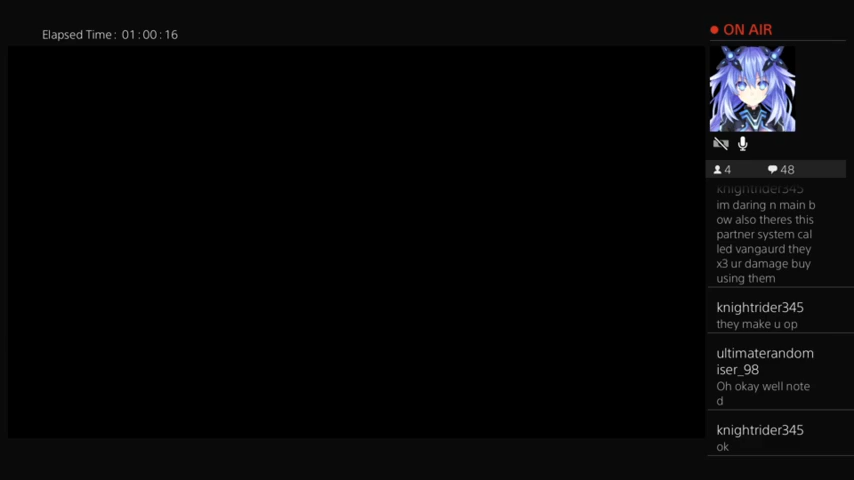 Elapsed Time: 01:00:16
ON AIR
4 48
knightrider345
im daring n main b
ow also theres this
partner system cal
led vangaurd they
x3 ur damage buy
using them
knightrider345
they make u op
ultimaterandom
iser_98
Oh okay well note
d
knightrider345
ok